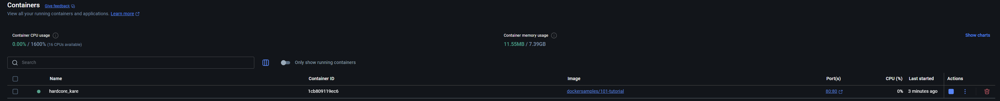 Containers Give feedback
View all your running containers and applications. Learn more
Container CPU usage
0.00% / 1600% (16 CPUs available)
Container memory usage
11.55MB / 7.39GB
Show charts
Search
Only show running containers
Name Container ID Image Port(s) CPU (%) Last started Actions
hardcore_kare 1cb809119ec6 dockersamples/101-tutorial 80:80 0% 3 minutes ago